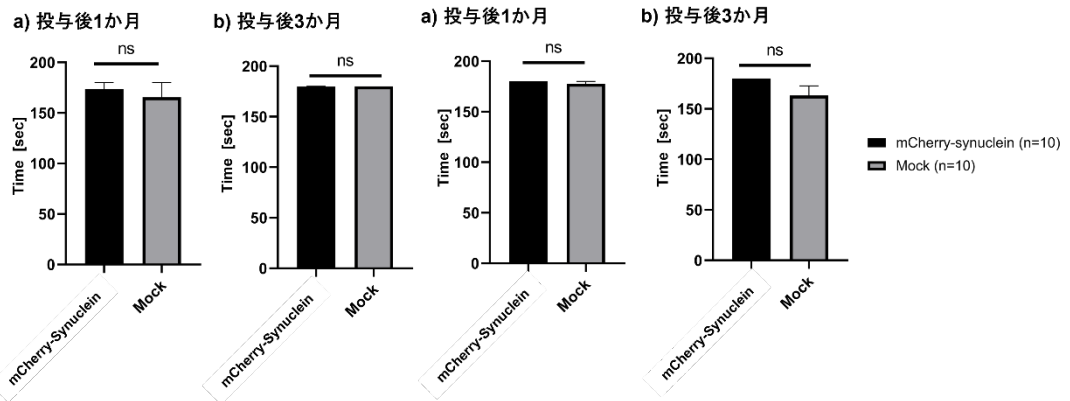 a) 投与後1か月
ns
200
150
100
50
0
Time [sec]
mCherry-Synuclein
Mock
b) 投与後3か月
ns
200
150
100
50
0
Time [sec]
mCherry-Synuclein
Mock
a) 投与後1か月
ns
200
150
100
50
0
Time [sec]
mCherry-Synuclein
Mock
b) 投与後3か月
ns
200
150
100
50
0
Time [sec]
mCherry-Synuclein
Mock
mCherry-synuclein (n=10)
Mock (n=10)